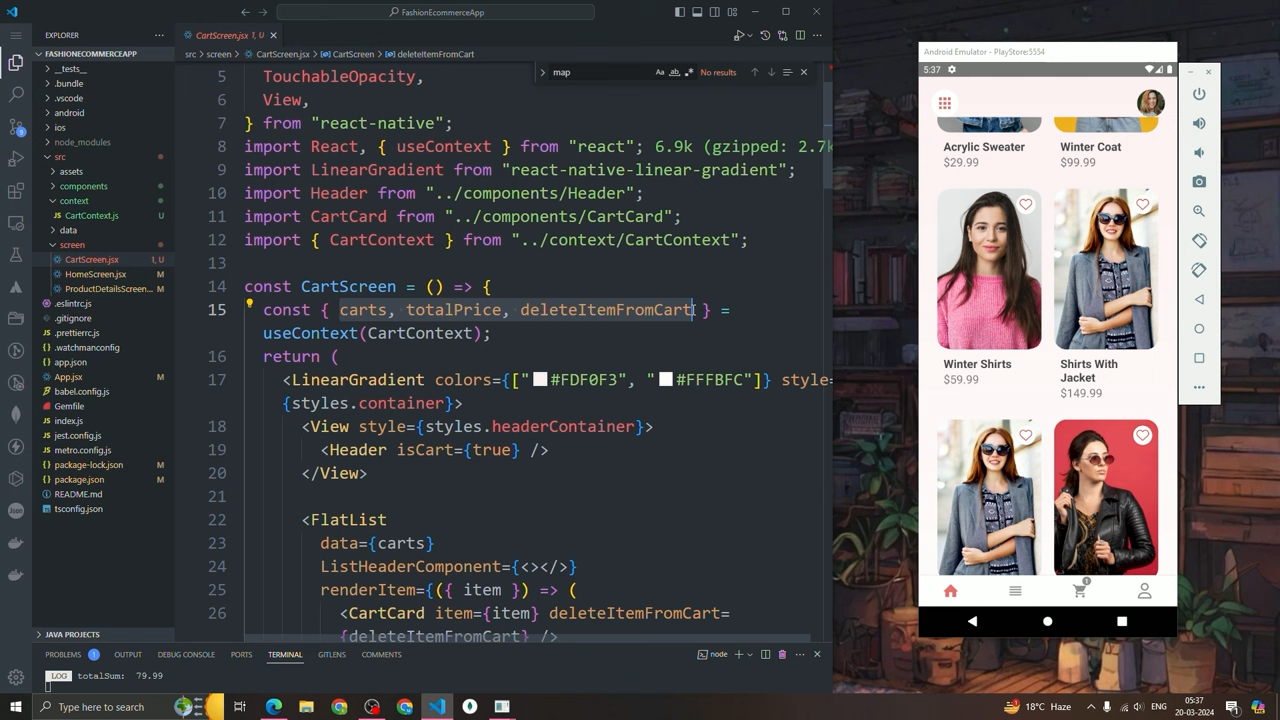 FashionEcommerceApp
EXPLORER
FASHIONECOMMERCEAPP
__tests__
.bundle
.vscode
android
ios
node_modules
src
assets
components
context
CartContext.js
U
data
screen
CartScreen.jsx
1, U
HomeScreen.jsx
M
ProductDetailsScreen...
M
.eslintrc.js
.gitignore
.prettierrc.js
.watchmanconfig
app.json
App.jsx
M
babel.config.js
Gemfile
index.js
jest.config.js
metro.config.js
package-lock.json
M
package.json
M
README.md
tsconfig.json
JAVA PROJECTS
CartScreen.jsx 1, U
src > screen > CartScreen.jsx > CartScreen > deleteItemFromCart
map
Aa ab, .* No results
5 TouchableOpacity,
6 View,
7 } from "react-native";
8 import React, { useContext } from "react"; 6.9k (gzipped: 2.7k
9 import LinearGradient from "react-native-linear-gradient";
10 import Header from "../components/Header";
11 import CartCard from "../components/CartCard";
12 import { CartContext } from "../context/CartContext";
13
14 const CartScreen = () => {
15 const { carts, totalPrice, deleteItemFromCart } =
useContext(CartContext);
16 return (
17 <LinearGradient colors={["#FDF0F3", "#FFFBFC"]} style=
{styles.container}>
18 <View style={styles.headerContainer}>
19 <Header isCart={true} />
20 </View>
21
22 <FlatList
23 data={carts}
24 ListHeaderComponent={<></>}
25 renderItem={({ item }) => (
26 <CartCard item={item} deleteItemFromCart=
{deleteItemFromCart} />
PROBLEMS 1 OUTPUT DEBUG CONSOLE PORTS TERMINAL GITLENS COMMENTS
node
LOG totalSum: 79.99
Android Emulator - PlayStore:5554
5:37
Acrylic Sweater
$29.99
Winter Coat
$99.99
Winter Shirts
$59.99
Shirts With
Jacket
$149.99
1
Type here to search
18°C Haze
05:37
20-03-2024